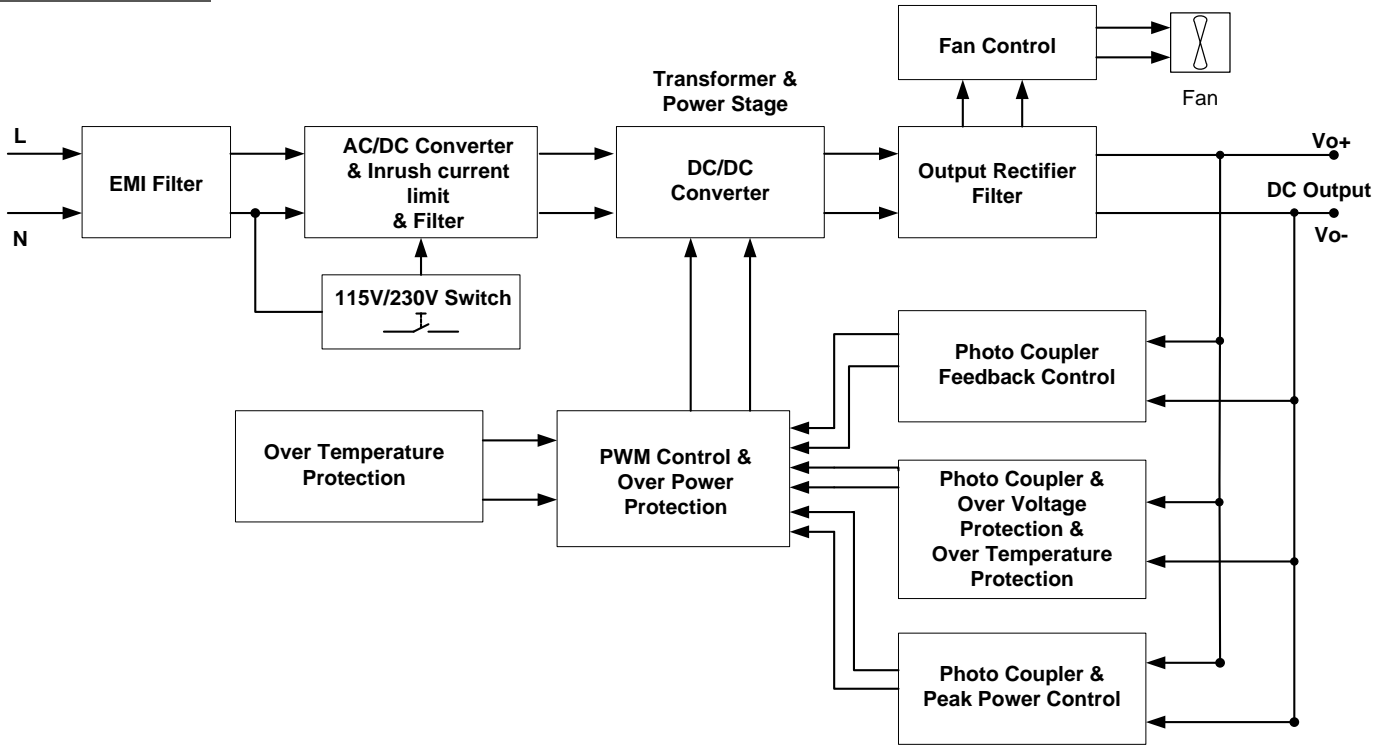 Fan Control
Fan
Transformer &
Power Stage
L
N
EMI Filter
AC/DC Converter
& Inrush current
limit
& Filter
DC/DC
Converter
Output Rectifier
Filter
Vo+
DC Output
Vo-
115V/230V Switch
Photo Coupler
Feedback Control
Over Temperature
Protection
PWM Control &
Over Power
Protection
Photo Coupler &
Over Voltage
Protection &
Over Temperature
Protection
Photo Coupler &
Peak Power Control